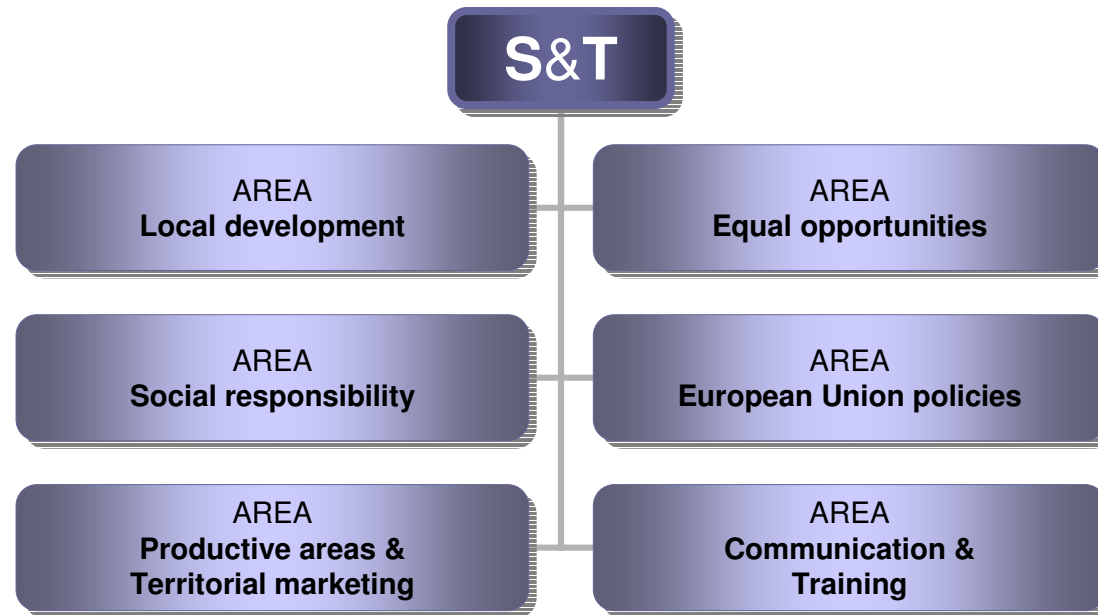 S&T
AREA
Local development
AREA
Equal opportunities
AREA
Social responsibility
AREA
European Union policies
AREA
Productive areas &
Territorial marketing
AREA
Communication &
Training